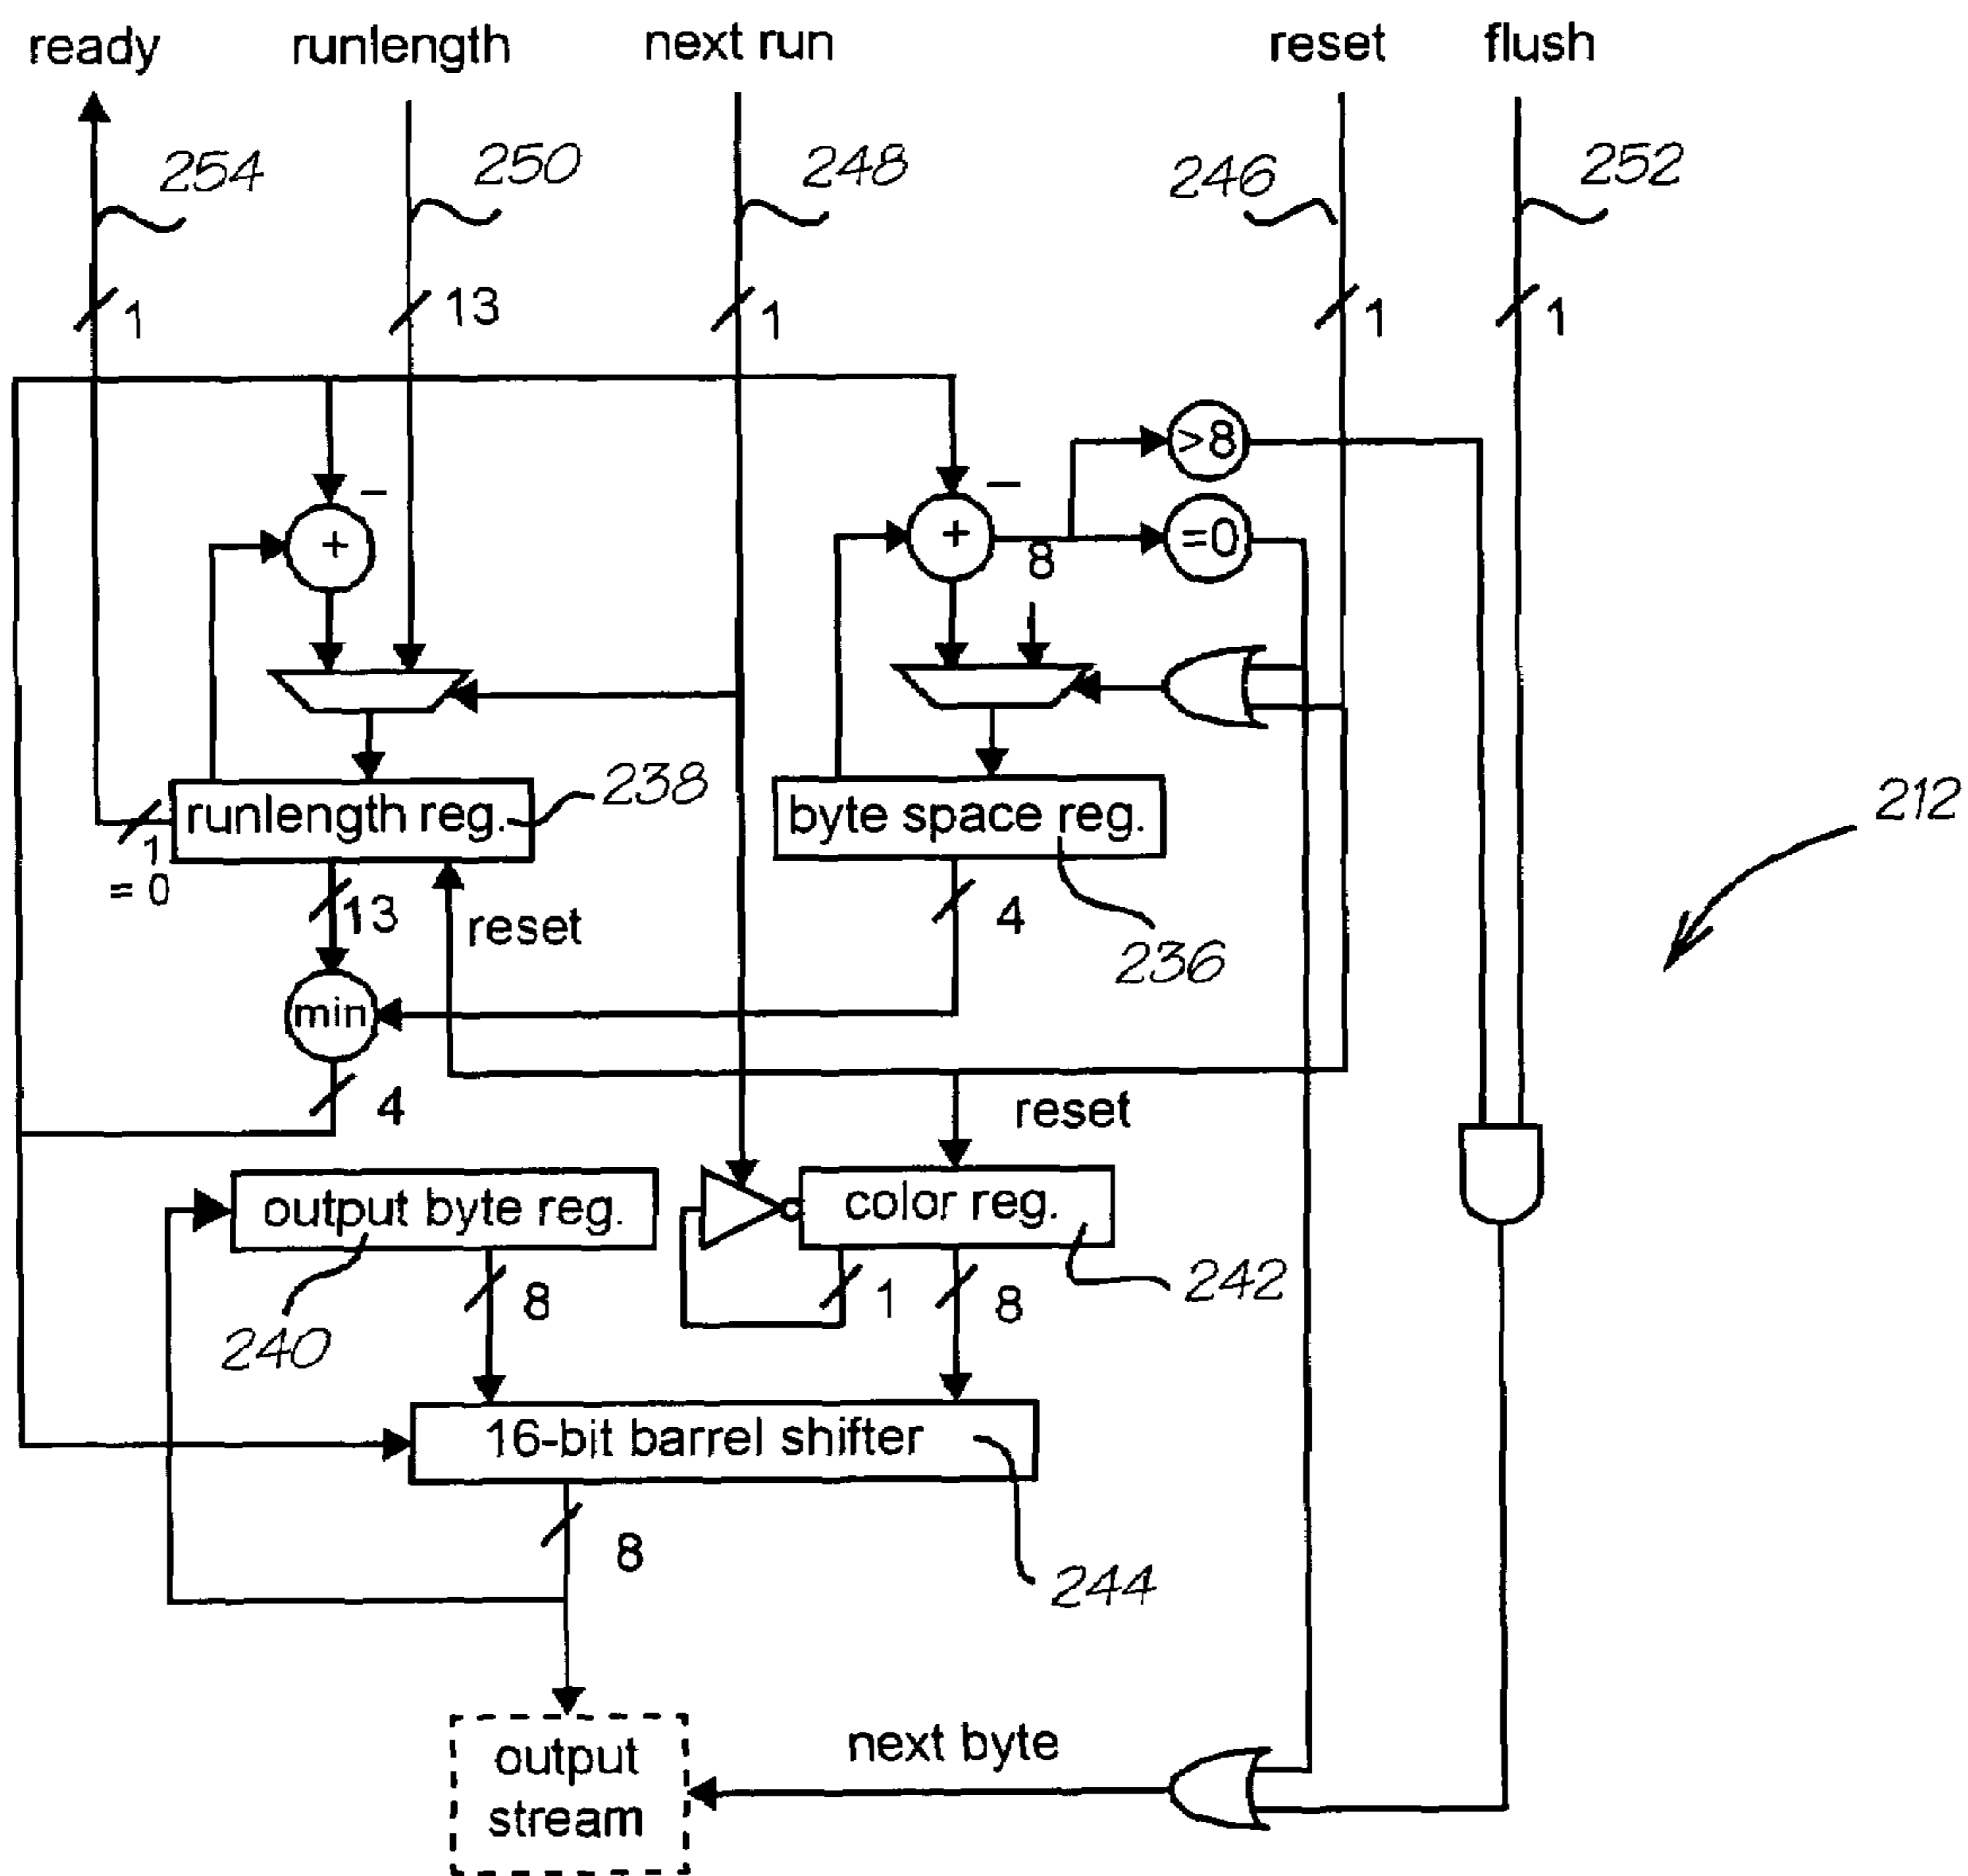 ready runlength next run reset flush
254 250 248 246 252
1 13 1 1 1
>8
− −
+ + =0
8
238
runlength reg. byte space reg. 212
1
= 0
13 reset 4
236
min
4 reset
output byte reg. color reg.
8 1 8 242
240
16-bit barrel shifter
8
244
next byte
output
stream